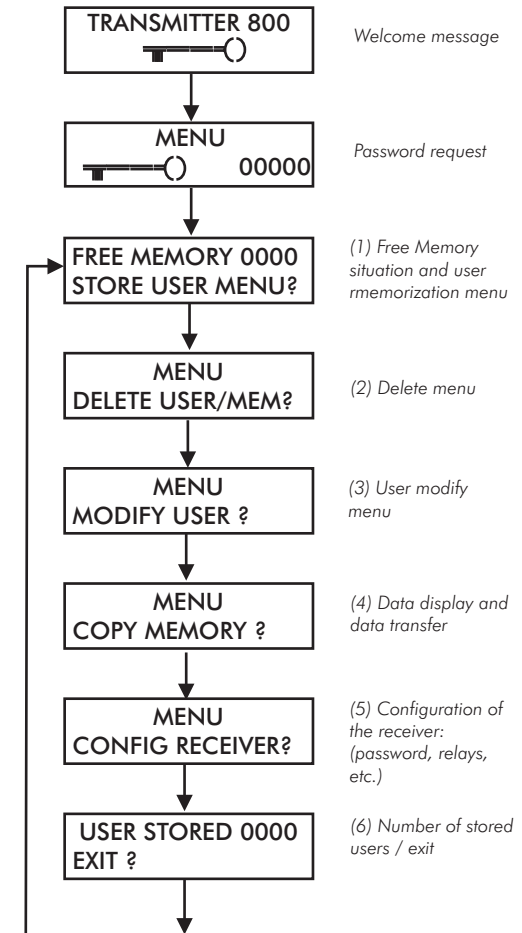 TRANSMITTER 800
Welcome message
MENU
00000
Password request
FREE MEMORY 0000
STORE USER MENU?
(1) Free Memory
situation and user
rmemorization menu
MENU
DELETE USER/MEM?
(2) Delete menu
MENU
MODIFY USER ?
(3) User modify
menu
MENU
COPY MEMORY ?
(4) Data display and
data transfer
MENU
CONFIG RECEIVER?
(5) Configuration of
the receiver:
(password, relays,
etc.)
USER STORED 0000
EXIT ?
(6) Number of stored
users / exit